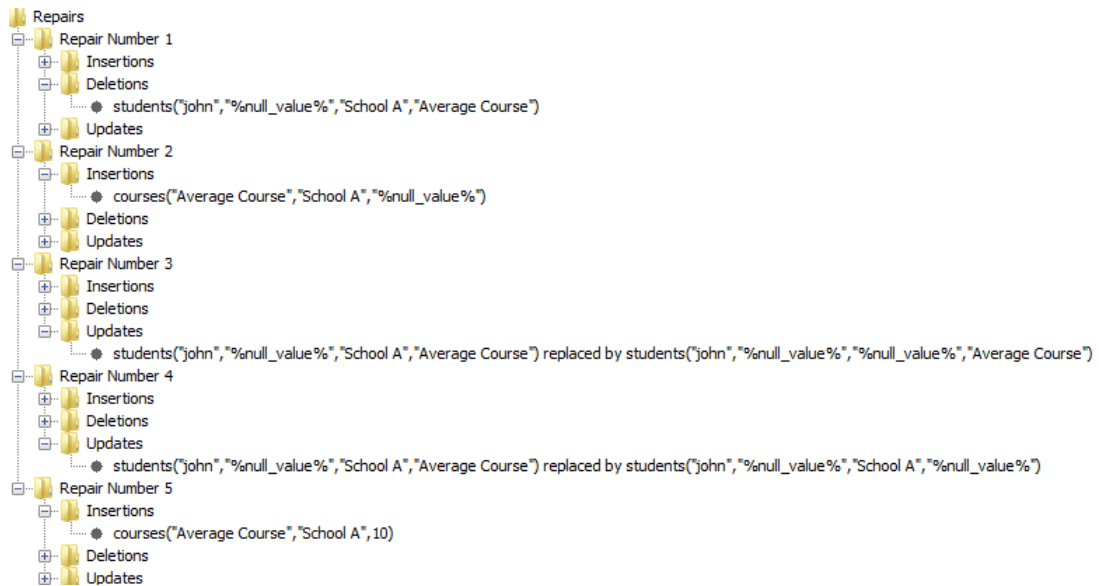 Repairs
Repair Number 1
Insertions
Deletions
students("john","%null_value%","School A","Average Course")
Updates
Repair Number 2
Insertions
courses("Average Course","School A","%null_value%")
Deletions
Updates
Repair Number 3
Insertions
Deletions
Updates
students("john","%null_value%","School A","Average Course") replaced by students("john","%null_value%","%null_value%","Average Course")
Repair Number 4
Insertions
Deletions
Updates
students("john","%null_value%","School A","Average Course") replaced by students("john","%null_value%","School A","%null_value%")
Repair Number 5
Insertions
courses("Average Course","School A",10)
Deletions
Updates